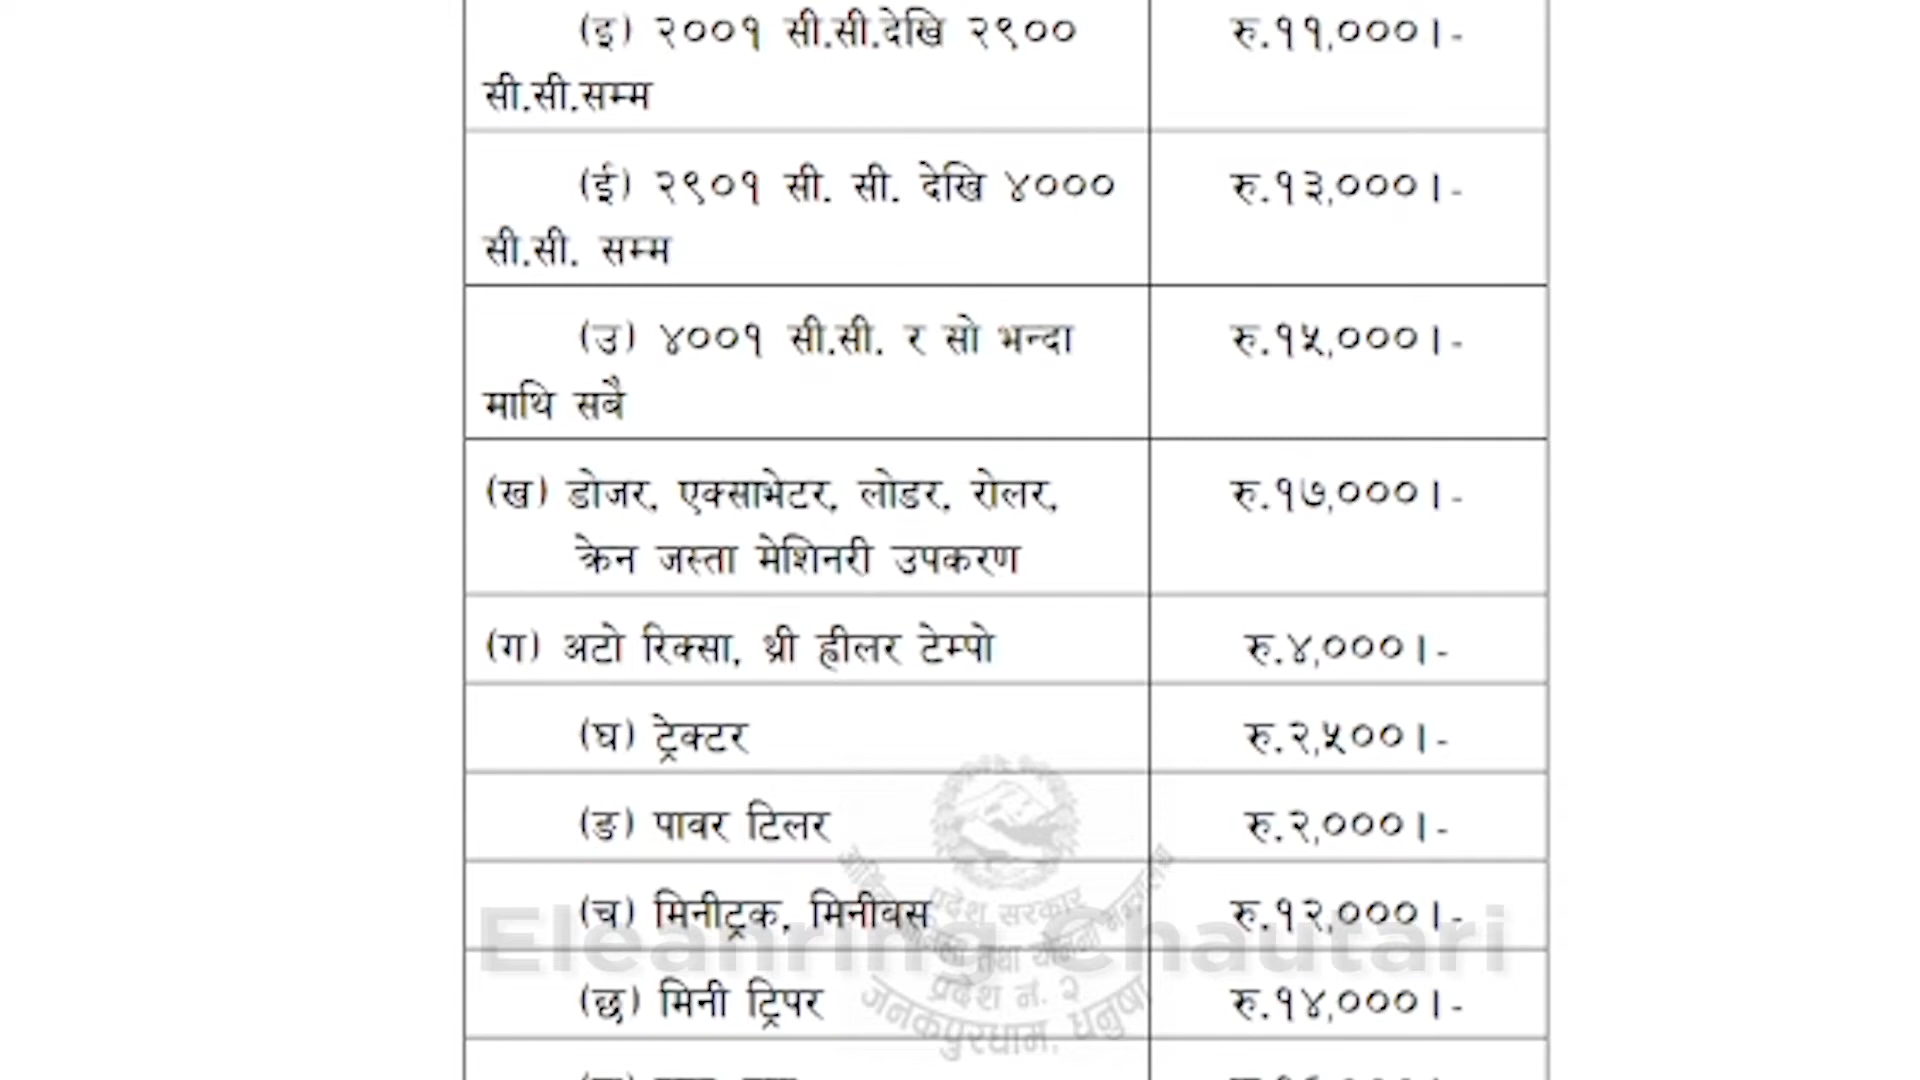 (इ) २००१ सी.सी.देखि २९०० रु.११,०००।-
सी.सी.सम्म
(ई) २९०१ सी. सी. देखि ४००० रु.१३,०००।-
सी.सी. सम्म
(उ) ४००१ सी.सी. र सो भन्दा रु.१५,०००।-
माथि सबै
(ख) डोजर, एक्साभेटर, लोडर, रोलर, रु.१७,०००।-
क्रेन जस्ता मेशिनरी उपकरण
(ग) अटो रिक्सा, थ्री ह्वीलर टेम्पो रु.४,०००।-
(घ) ट्रेक्टर रु.२,५००।-
(ङ) पावर टिलर रु.२,०००।-
(च) मिनीट्रक, मिनीवस रु.१२,०००।-
(छ) मिनी ट्रिपर रु.१४,०००।-
Eleanring Chautari
प्रदेश सरकार
प्रदेश नं. २
जनकपुरधाम, धनुषा